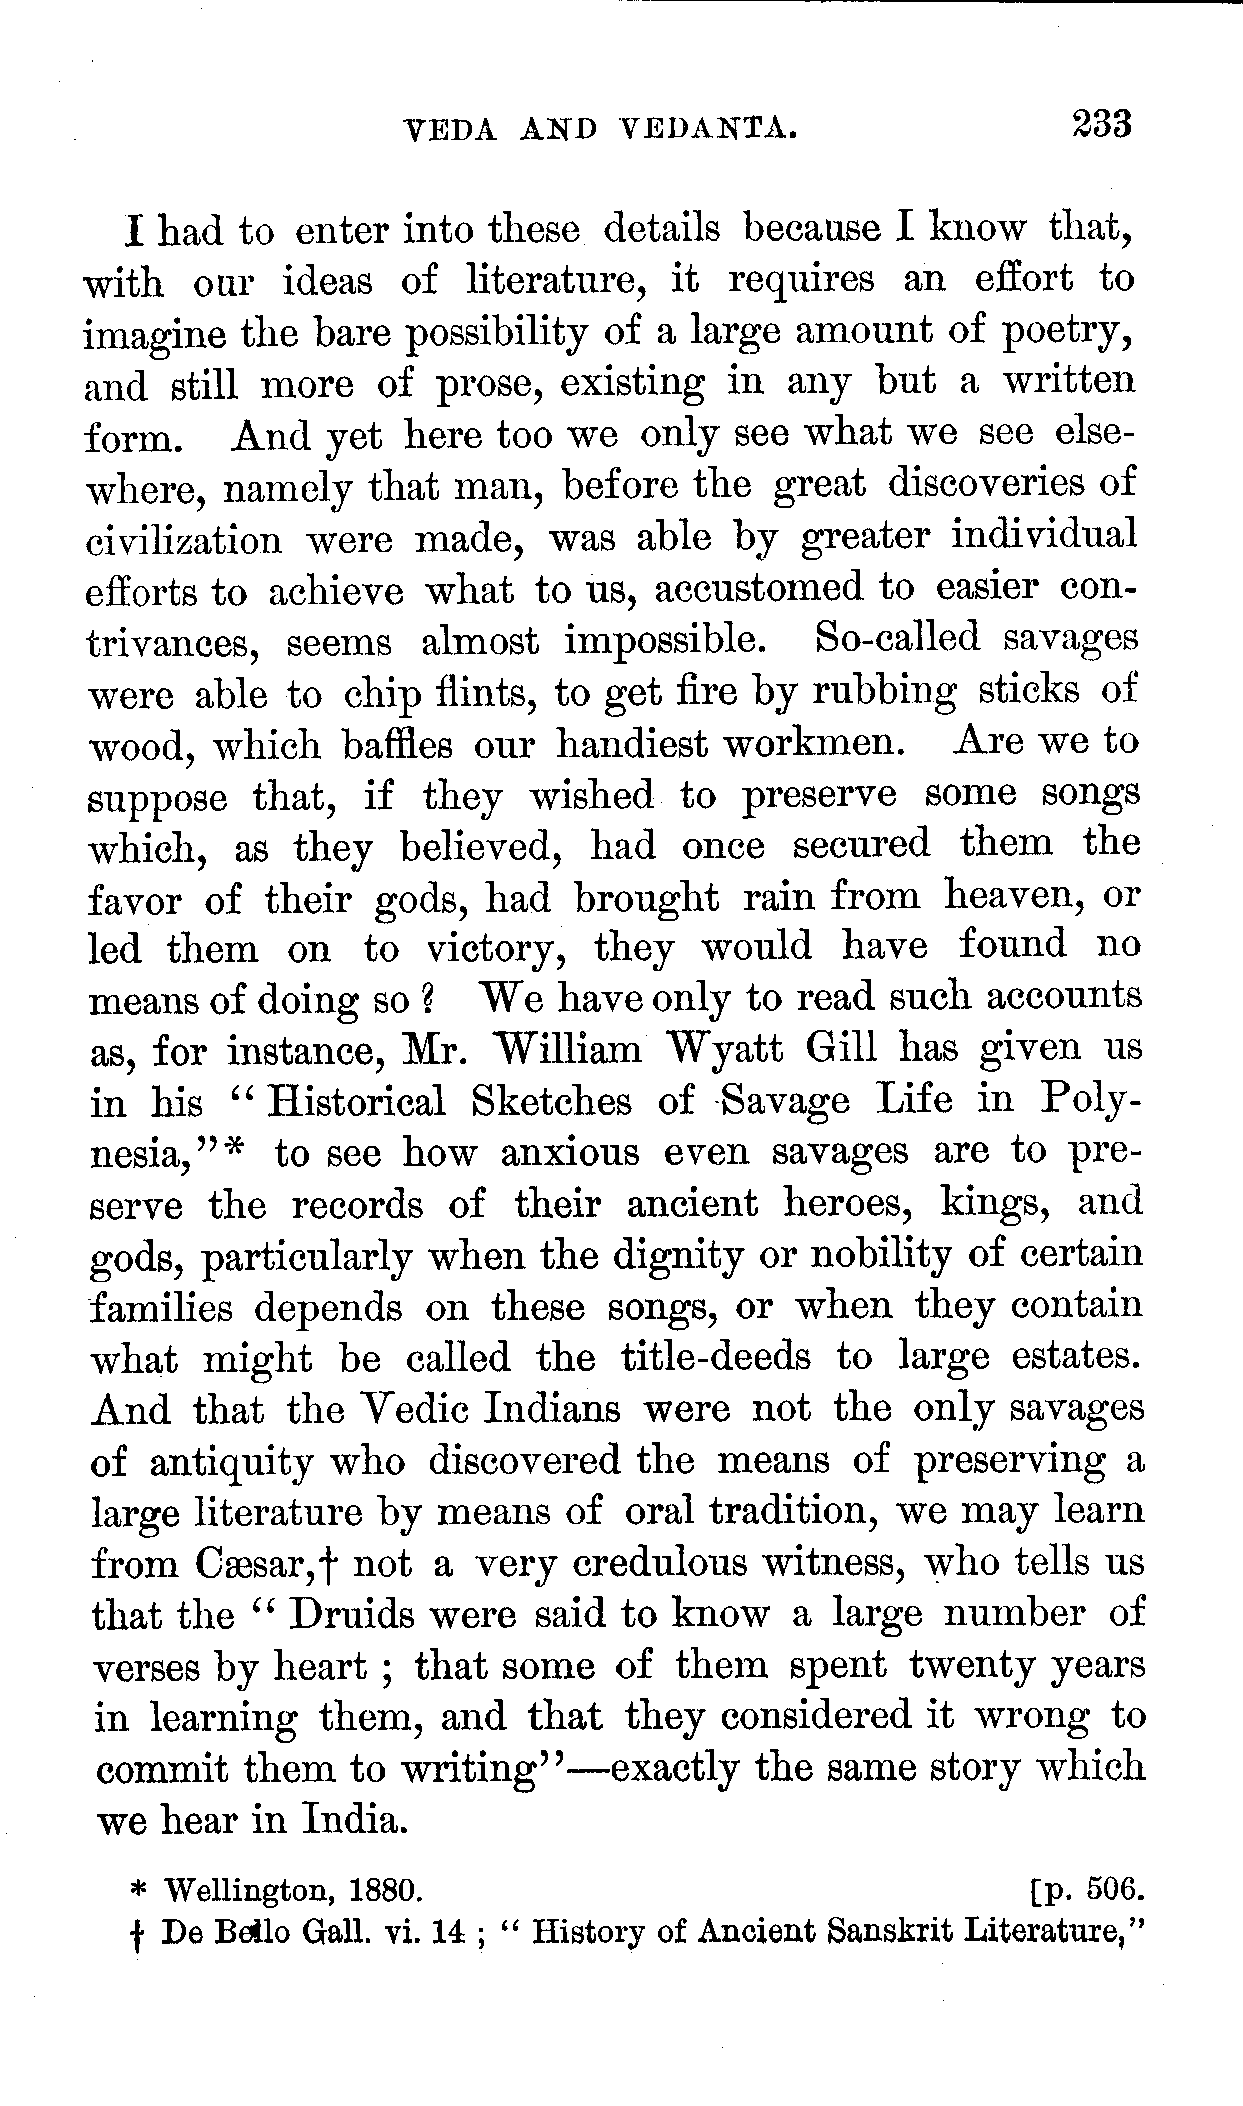 VEDA AND VEDANTA. 233
I had to enter into these details because I know that,
with our ideas of literature, it requires an effort to
imagine the bare possibility of a large amount of poetry,
and still more of prose, existing in any but a written
form. And yet here too we only see what we see else-
where, namely that man, before the great discoveries of
civilization were made, was able by greater individual
efforts to achieve what to us, accustomed to easier con-
trivances, seems almost impossible. So-called savages
were able to chip flints, to get fire by rubbing sticks of
wood, which baffles our handiest workmen. Are we to
suppose that, if they wished to preserve some songs
which, as they believed, had once secured them the
favor of their gods, had brought rain from heaven, or
led them on to victory, they would have found no
means of doing so ? We have only to read such accounts
as, for instance, Mr. William Wyatt Gill has given us
in his “ Historical Sketches of Savage Life in Poly-
nesia,”* to see how anxious even savages are to pre-
serve the records of their ancient heroes, kings, and
gods, particularly when the dignity or nobility of certain
families depends on these songs, or when they contain
what might be called the title-deeds to large estates.
And that the Vedic Indians were not the only savages
of antiquity who discovered the means of preserving a
large literature by means of oral tradition, we may learn
from Cæsar,† not a very credulous witness, who tells us
that the “ Druids were said to know a large number of
verses by heart ; that some of them spent twenty years
in learning them, and that they considered it wrong to
commit them to writing”—exactly the same story which
we hear in India.
* Wellington, 1880. [p. 506.
† De Bello Gall. vi. 14 ; “ History of Ancient Sanskrit Literature,”